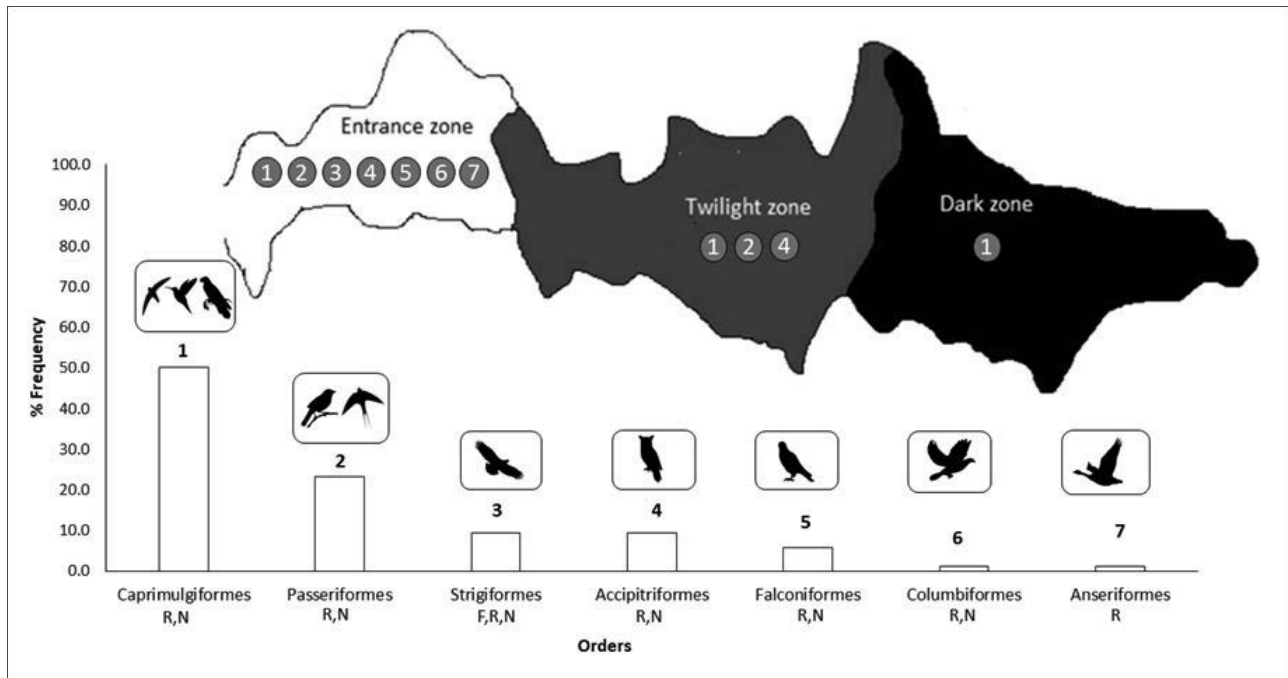 Entrance zone
1 2 3 4 5 6 7
Twilight zone
1 2 4
Dark zone
1
% Frequency
100.0
90.0
80.0
70.0
60.0
50.0
40.0
30.0
20.0
10.0
0.0
1
2
3
4
5
6
7
Caprimulgiformes
R,N
Passeriformes
R,N
Strigiformes
F,R,N
Accipitriformes
R,N
Falconiformes
R,N
Columbiformes
R,N
Anseriformes
R
Orders